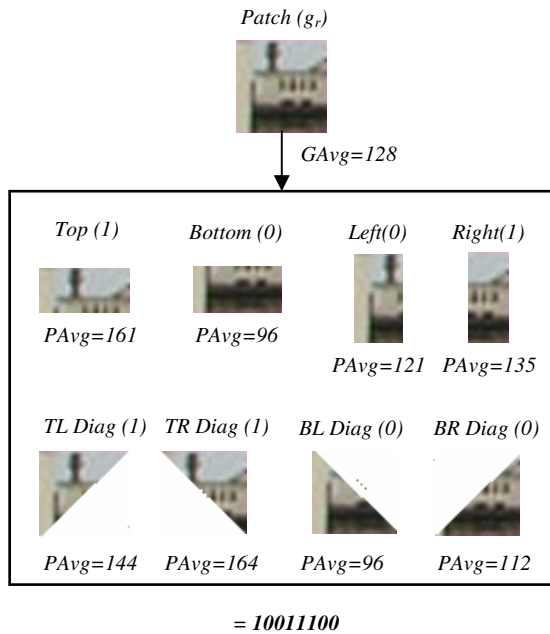 Patch (gr)
GAvg=128
Top (1) Bottom (0) Left(0) Right(1)
PAvg=161 PAvg=96 PAvg=121 PAvg=135
TL Diag (1) TR Diag (1) BL Diag (0) BR Diag (0)
PAvg=144 PAvg=164 PAvg=96 PAvg=112
= 10011100